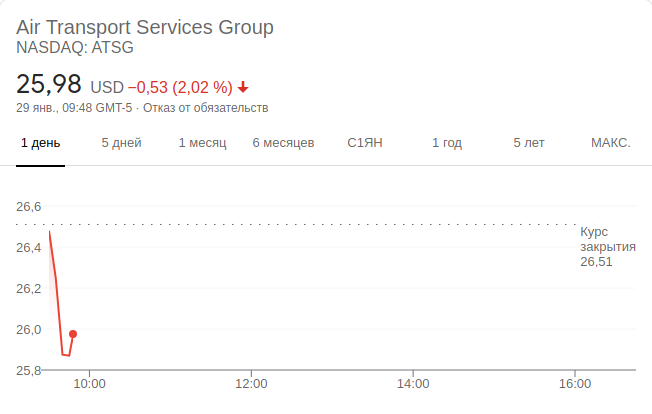 Air Transport Services Group
NASDAQ: ATSG
25,98 USD −0,53 (2,02 %)
29 янв., 09:48 GMT-5 · Отказ от обязательств
1 день 5 дней 1 месяц 6 месяцев С1ЯН 1 год 5 лет МАКС.
26,6
Курс
закрытия
26,51
26,4
26,2
26,0
25,8
10:00 12:00 14:00 16:00